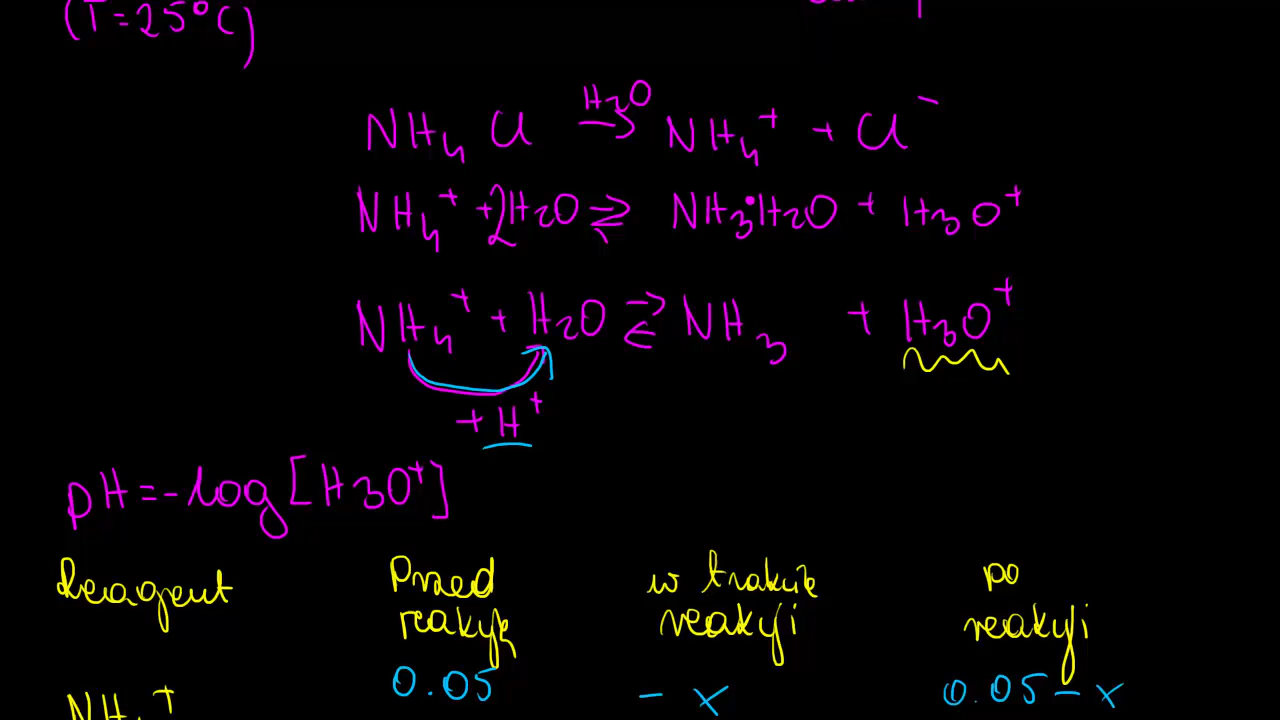 (T=25°C)
H₂O
NH₄Cl → NH₄⁺ + Cl⁻
NH₄⁺ + 2H₂O ⇄ NH₃·H₂O + H₃O⁺
NH₄⁺ + H₂O ⇄ NH₃ + H₃O⁺
+ H⁺
pH = -log[H₃O⁺]
Reagent Przed reakcją w trakcie reakcji po reakcji
0.05 - x 0.05 - x